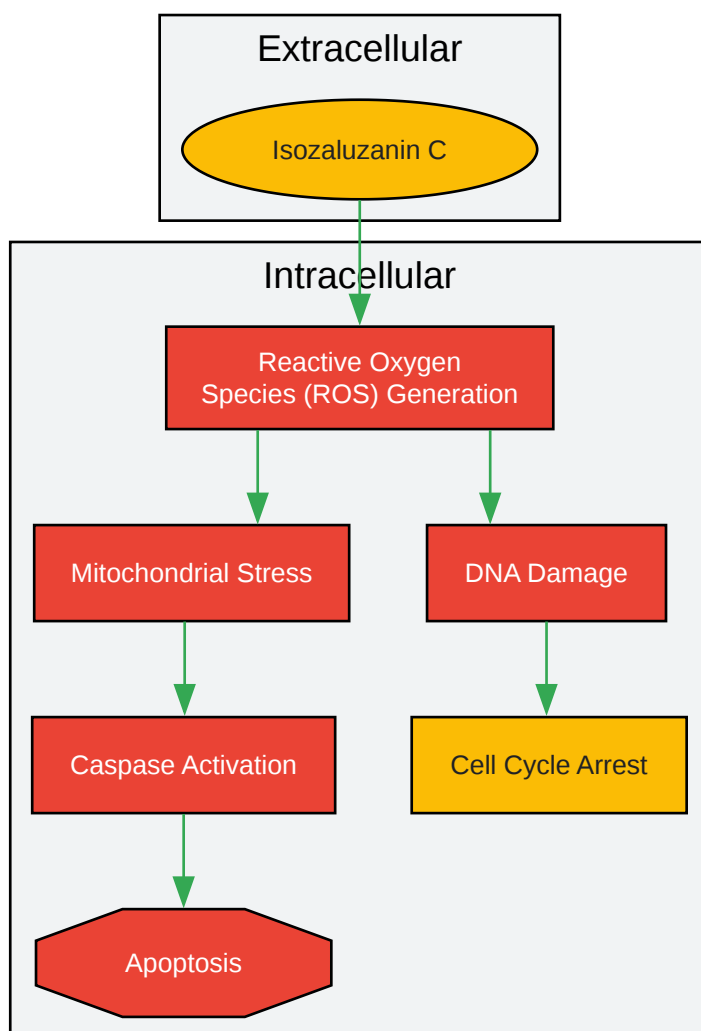 Extracellular
Isozaluzanin C
Intracellular
Reactive Oxygen
Species (ROS) Generation
Mitochondrial Stress
DNA Damage
Caspase Activation
Cell Cycle Arrest
Apoptosis